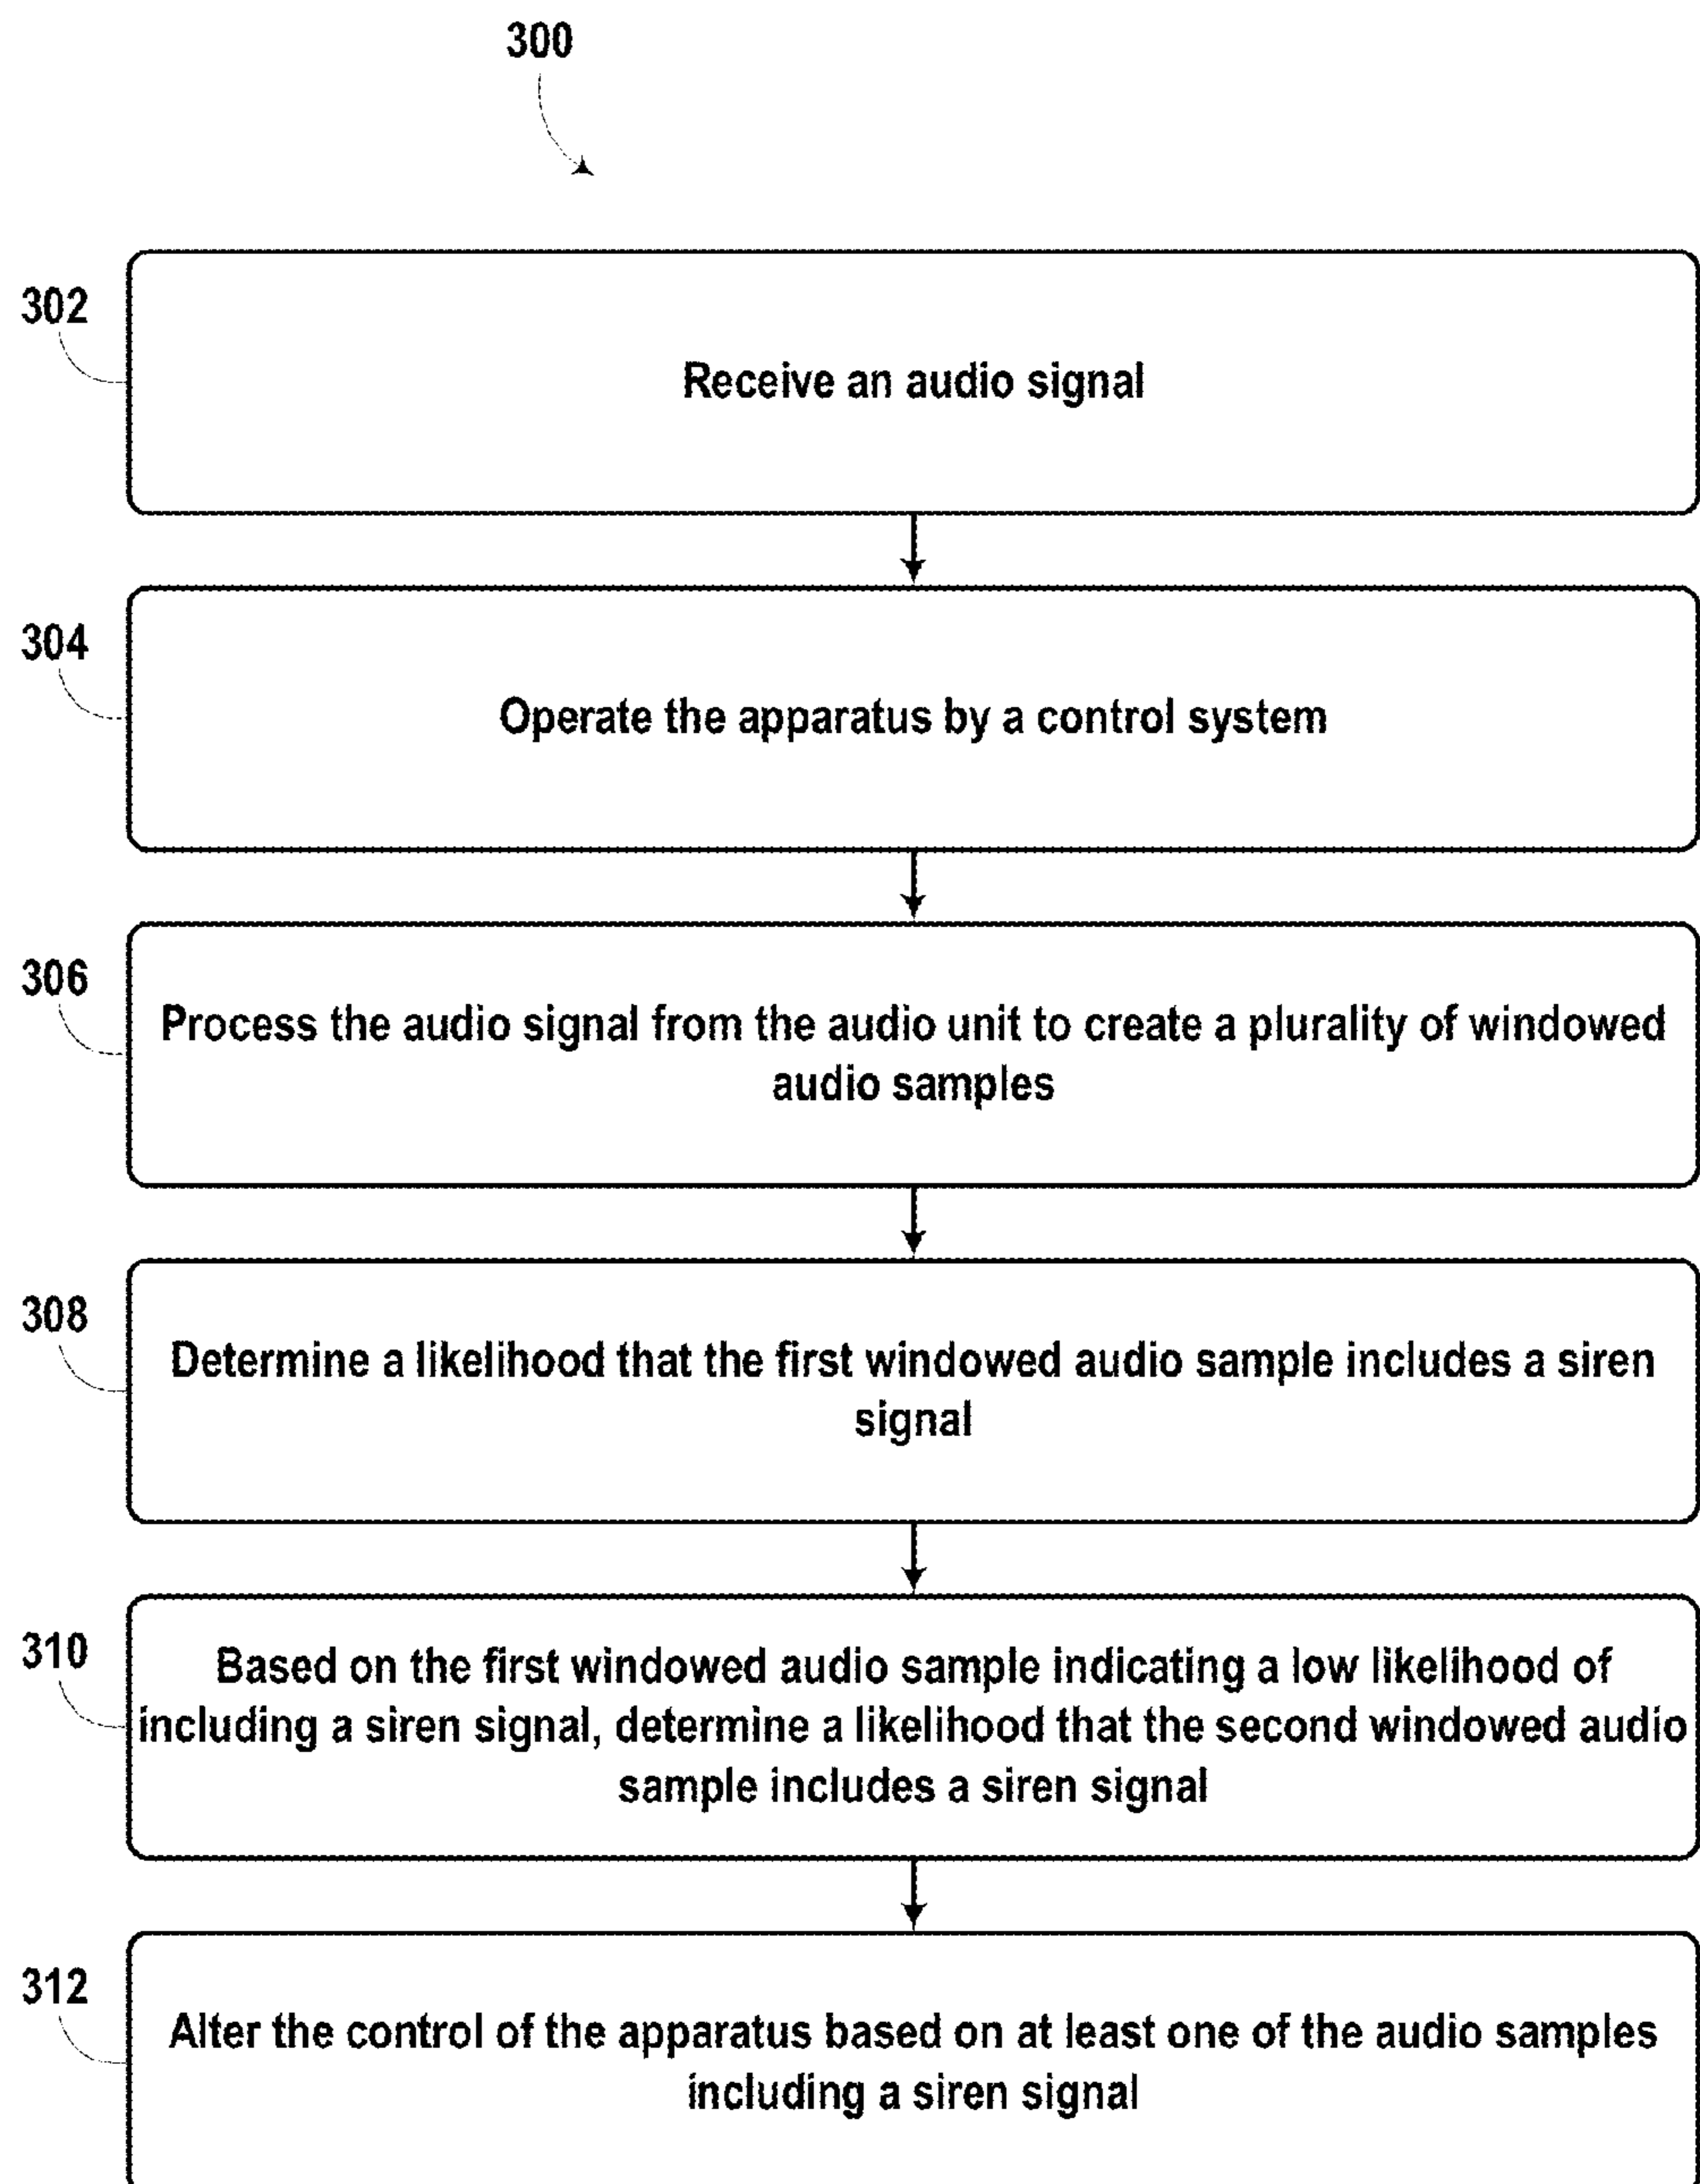 300
302
Receive an audio signal
304
Operate the apparatus by a control system
306
Process the audio signal from the audio unit to create a plurality of windowed
audio samples
308
Determine a likelihood that the first windowed audio sample includes a siren
signal
310
Based on the first windowed audio sample indicating a low likelihood of
including a siren signal, determine a likelihood that the second windowed audio
sample includes a siren signal
312
Alter the control of the apparatus based on at least one of the audio samples
including a siren signal